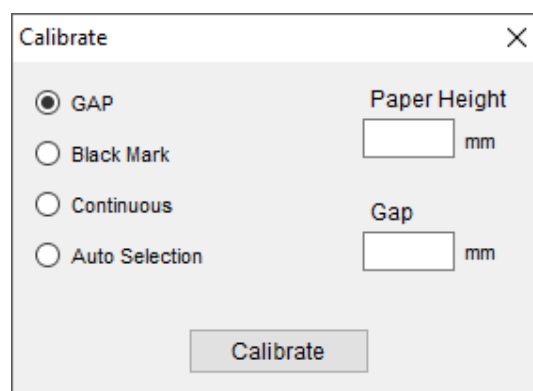 Calibrate
GAP
Black Mark
Continuous
Auto Selection
Paper Height
mm
Gap
mm
Calibrate